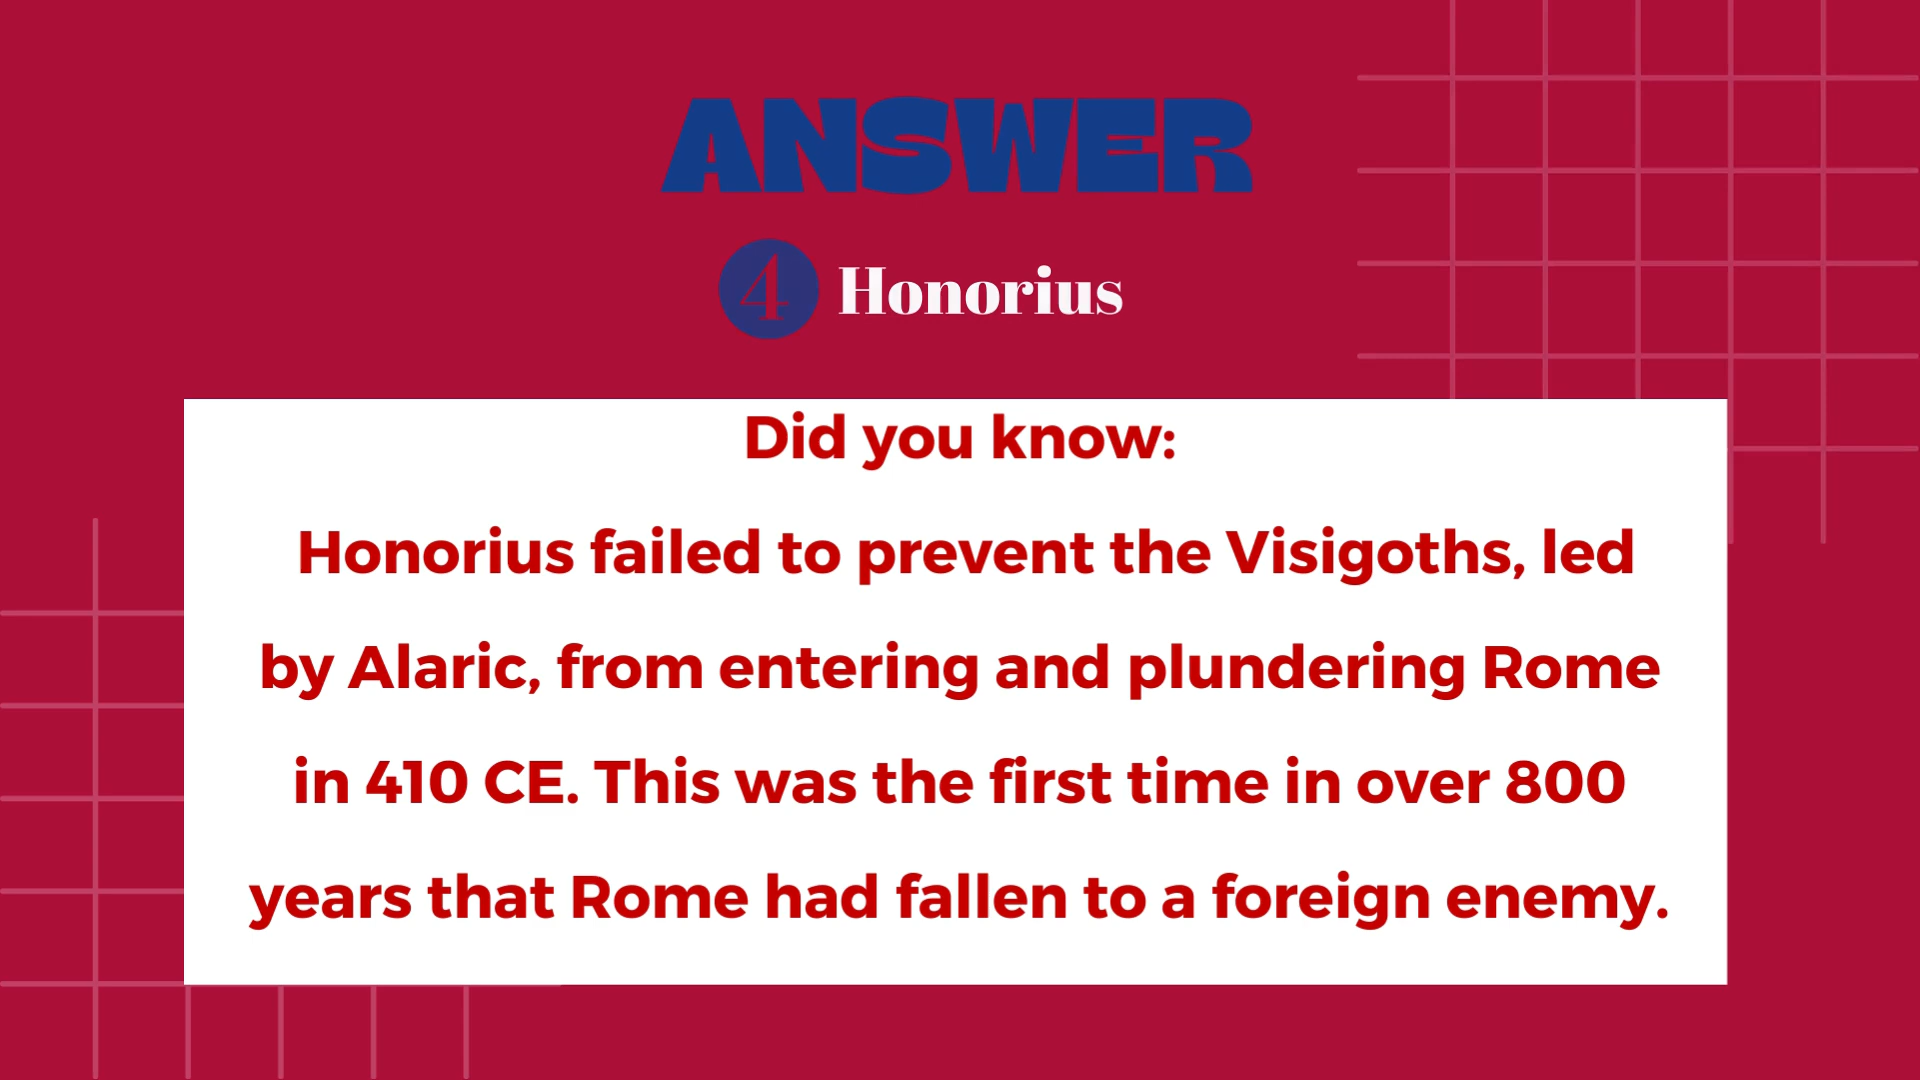 ANSWER
4 Honorius
Did you know:
Honorius failed to prevent the Visigoths, led
by Alaric, from entering and plundering Rome
in 410 CE. This was the first time in over 800
years that Rome had fallen to a foreign enemy.